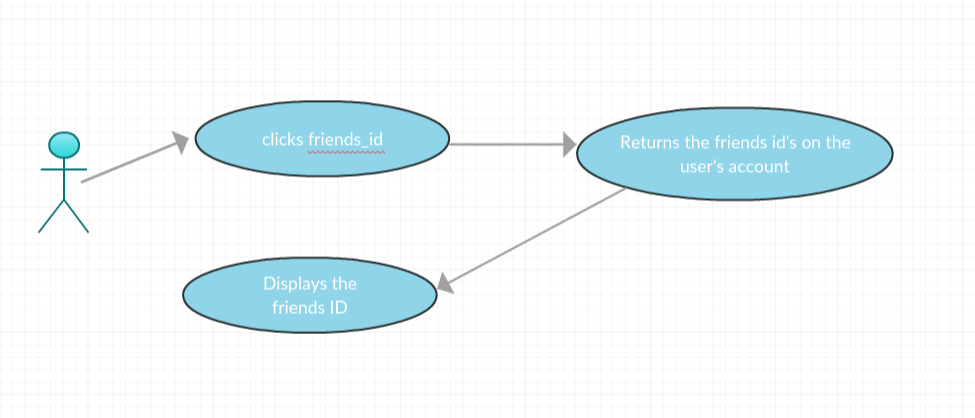 clicks friends_id
Returns the friends id's on the
user's account
Displays the
friends ID